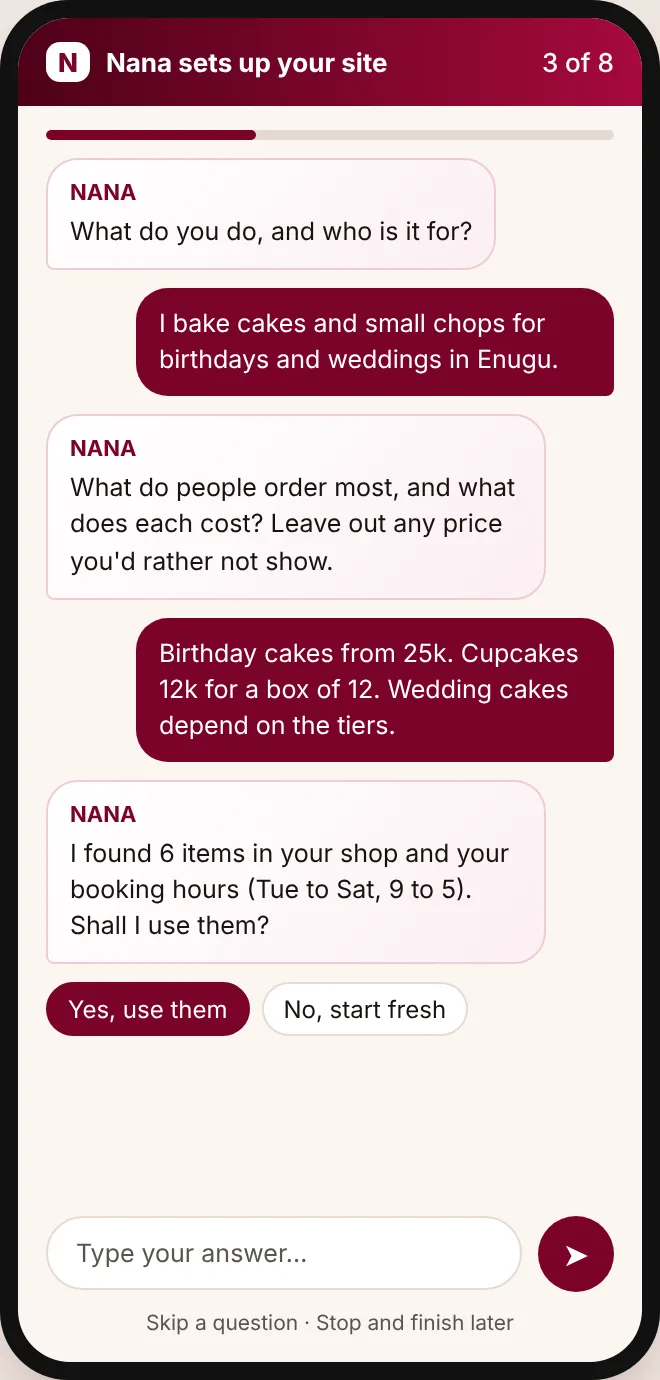 N Nana sets up your site 3 of 8
NANA
What do you do, and who is it for?
I bake cakes and small chops for
birthdays and weddings in Enugu.
NANA
What do people order most, and what
does each cost? Leave out any price
you'd rather not show.
Birthday cakes from 25k. Cupcakes
12k for a box of 12. Wedding cakes
depend on the tiers.
NANA
I found 6 items in your shop and your
booking hours (Tue to Sat, 9 to 5).
Shall I use them?
Yes, use them No, start fresh
Type your answer...
Skip a question · Stop and finish later